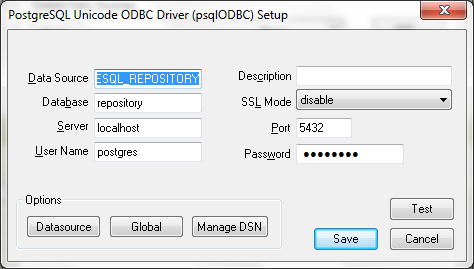 PostgreSQL Unicode ODBC Driver (psqlODBC) Setup
Data Source ESQL_REPOSITORY Description
Database repository SSL Mode disable
Server localhost Port 5432
User Name postgres Password ••••••••
Options
Datasource Global Manage DSN
Test
Save Cancel